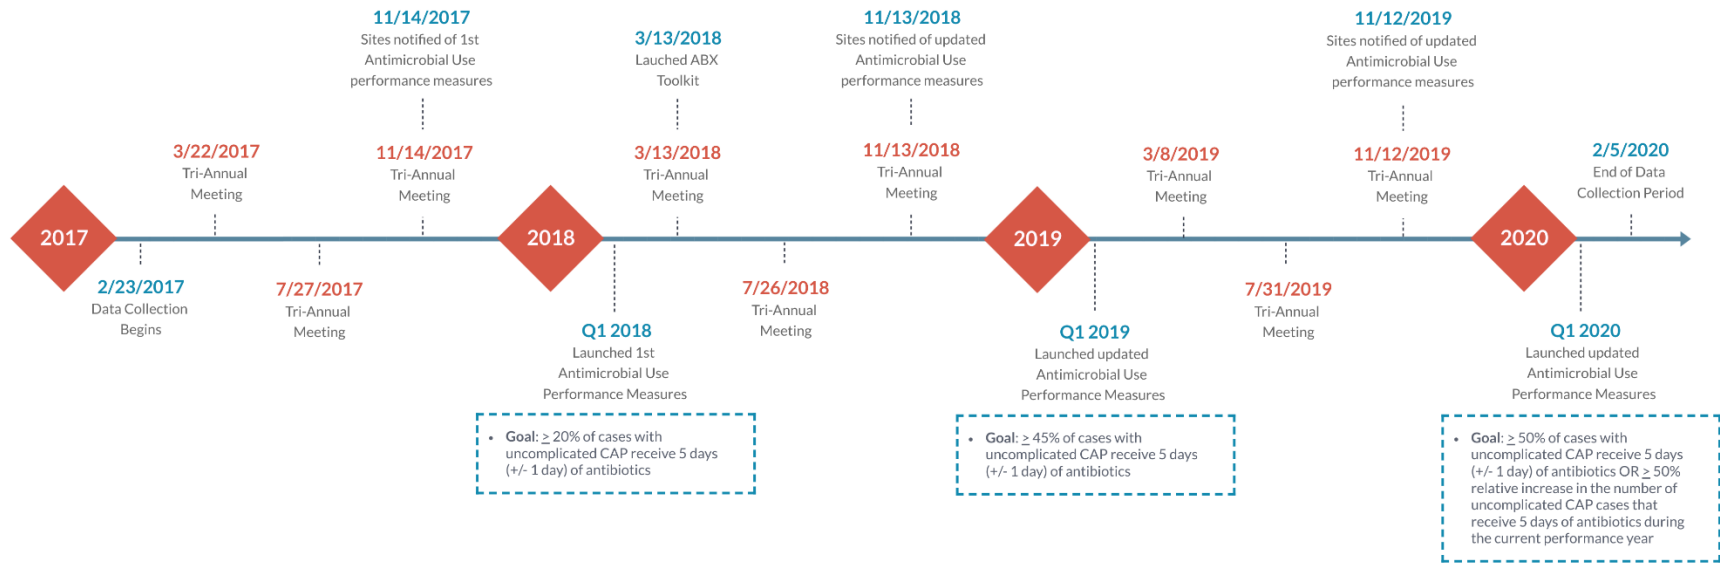 11/14/2017
Sites notified of 1st
Antimicrobial Use
performance measures
3/13/2018
Lauched ABX
Toolkit
11/13/2018
Sites notified of updated
Antimicrobial Use
performance measures
11/12/2019
Sites notified of updated
Antimicrobial Use
performance measures
3/22/2017
Tri-Annual
Meeting
11/14/2017
Tri-Annual
Meeting
3/13/2018
Tri-Annual
Meeting
11/13/2018
Tri-Annual
Meeting
3/8/2019
Tri-Annual
Meeting
11/12/2019
Tri-Annual
Meeting
2/5/2020
End of Data
Collection Period
2017
2018
2019
2020
2/23/2017
Data Collection
Begins
7/27/2017
Tri-Annual
Meeting
Q1 2018
Launched 1st
Antimicrobial Use
Performance Measures
7/26/2018
Tri-Annual
Meeting
Q1 2019
Launched updated
Antimicrobial Use
Performance Measures
7/31/2019
Tri-Annual
Meeting
Q1 2020
Launched updated
Antimicrobial Use
Performance Measures
• Goal: ≥ 20% of cases with
uncomplicated CAP receive 5 days
(+/- 1 day) of antibiotics
• Goal: ≥ 45% of cases with
uncomplicated CAP receive 5 days
(+/- 1 day) of antibiotics
• Goal: ≥ 50% of cases with
uncomplicated CAP receive 5 days
(+/- 1 day) of antibiotics OR ≥ 50%
relative increase in the number of
uncomplicated CAP cases that
receive 5 days of antibiotics during
the current performance year